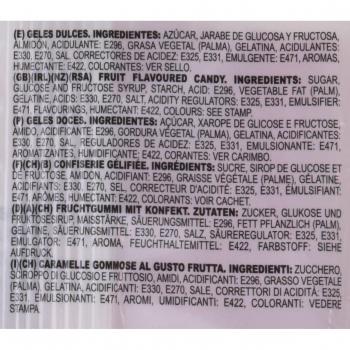 (E) GELES DULCES. INGREDIENTES: AZÚCAR, JARABE DE GLUCOSA Y FRUCTOSA,
ALMIDÓN, ACIDULANTE: E296, GRASA VEGETAL (PALMA), GELATINA, ACIDULANTES:
E330, E270, SAL, CORRECTORES DE ACIDEZ: E325, E331, EMULGENTE: E471, AROMAS,
HUMECTANTE: E422, COLORANTES. VER SELLO.
(GB)(IRL)(NZ)(RSA) FRUIT FLAVOURED CANDY. INGREDIENTS: SUGAR,
GLUCOSE AND FRUCTOSE SYRUP, STARCH, ACID: E296, VEGETABLE FAT (PALM),
GELATINE, ACIDS: E330, E270, SALT, ACIDITY REGULATORS: E325, E331, EMULSIFIER:
E471, FLAVOURINGS, HUMECTANT: E422. COLOURS: SEE STAMP.
(P) GELES DOCES. INGREDIENTES: AÇÚCAR, XAROPE DE GLUCOSE E FRUCTOSE,
AMIDO, ACIDIFICANTE: E296, GORDURA VEGETAL (PALMA), GELATINA, ACIDIFICANTES:
E330, E270, SAL, REGULADORES DE ACIDEZ: E325, E331, EMULSIONANTE: E471,
AROMATIZANTES, HUMIDIFICANTE: E422, CORANTES: VER CARIMBO.
(F)(CH)(B) CONFISERIE GÉLIFIÉE. INGRÉDIENTS: SUCRE, SIROP DE GLUCOSE
DE FRUCTOSE, AMIDON, ACIDIFIANT: E296, GRAISSE VEGETALE (PALME), GÉLATINE,
ACIDIFIANTS: E330, E270, SEL, CORRECTEUR D'ACIDITÉ: E325, E331, ÉMULSIFIANT:
E471, ARÔMES, HUMECTANT: E422, COLORANTS: VOIR CACHET.
(D)(A)(CH) FRUCHTGUMMI MIT KONFEKT. ZUTATEN: ZUCKER, GLUKOSE UND
FRUKTOSESIRUP, MAISSTÄRKE, SÄUERUNGSMITTEL: E296, FETT PFLANZLICH (PALM),
GELATINE, SÄUERUNGSMITTEL: E330, E270, SALZ, SÄUREREGULATOR: E325, E331,
EMULGATOR: E471, AROMA, FEUCHTHALTEMITTEL: E422, FARBSTOFF: SIEHE
AUFDRUCK.
(I)(CH) CARAMELLE GOMMOSE AL GUSTO FRUTTA. INGREDIENTI: ZUCCHERO,
SCIROPPO DI GLUCOSIO E FRUTTOSIO, AMIDI, ACIDIFICANTE: E296, GRASSO VEGETALE
(PALMA), GELATINA, ACIDIFICANTI: E330, E270, SALE, CORRETTORI DI ACIDITÀ: E325,
E331, EMULSIONANTI: E471, AROMI, UMIDIFICANTI: E422, COLORANTI: VEDERE
STAMPA.